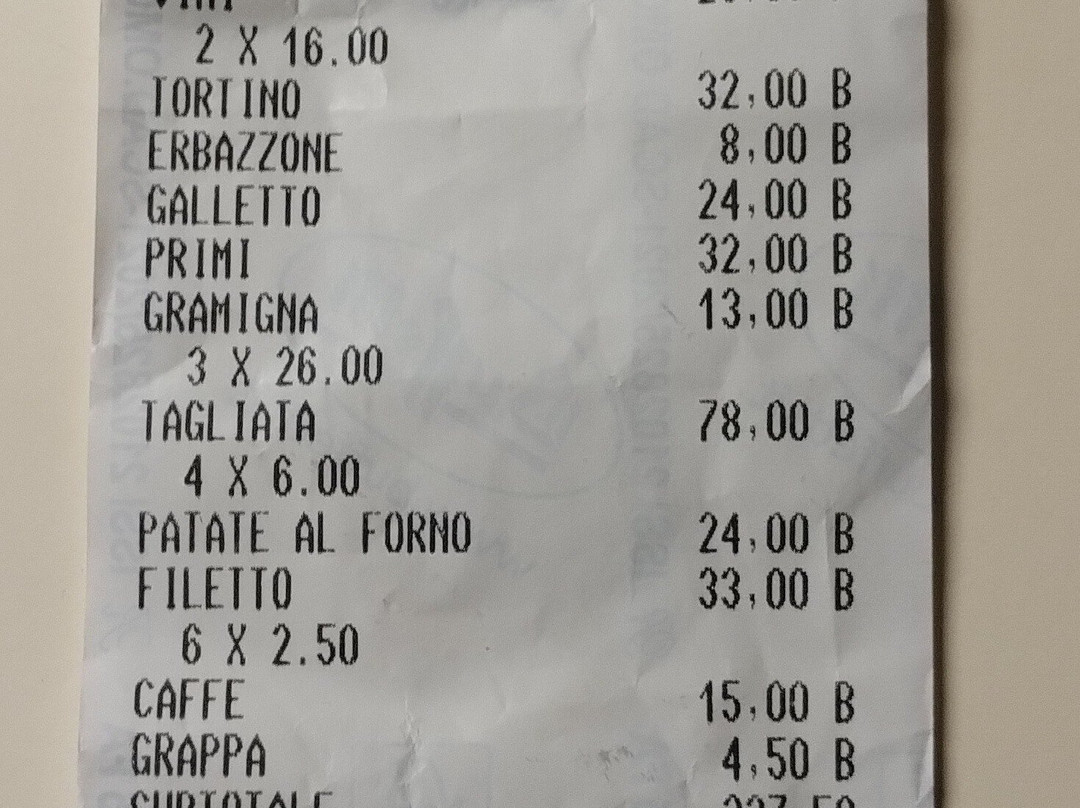 VINI
2 X 16.00
TORTINO 32,00 B
ERBAZZONE 8,00 B
GALLETTO 24,00 B
PRIMI 32,00 B
GRAMIGNA 13,00 B
3 X 26.00
TAGLIATA 78,00 B
4 X 6.00
PATATE AL FORNO 24,00 B
FILETTO 33,00 B
6 X 2.50
CAFFE 15,00 B
GRAPPA 4,50 B
SUBTOTALE